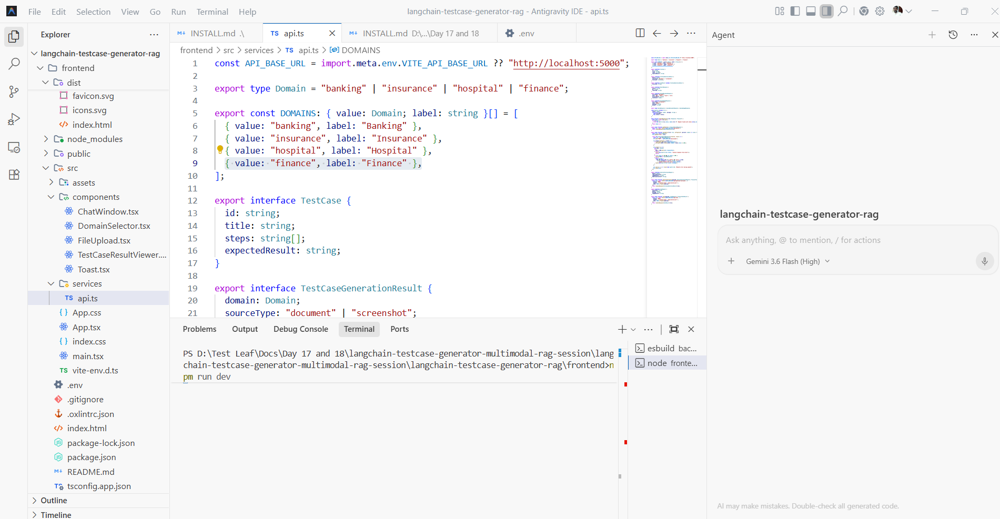 File Edit Selection View Go Run Terminal Help
langchain-testcase-generator-rag - Antigravity IDE - api.ts
Explorer
langchain-testcase-generator-rag
frontend
dist
favicon.svg
icons.svg
index.html
node_modules
public
src
assets
components
ChatWindow.tsx
DomainSelector.tsx
FileUpload.tsx
TestCaseResultViewer....
Toast.tsx
services
TS api.ts
App.css
App.tsx
index.css
main.tsx
TS vite-env.d.ts
.env
.gitignore
.oxlintrc.json
index.html
package-lock.json
package.json
README.md
tsconfig.app.json
Outline
Timeline
INSTALL.md .\
TS api.ts
INSTALL.md D:\...\Day 17 and 18
.env
frontend > src > services > TS api.ts > DOMAINS
1 const API_BASE_URL = import.meta.env.VITE_API_BASE_URL ?? "http://localhost:5000";
2
3 export type Domain = "banking" | "insurance" | "hospital" | "finance";
4
5 export const DOMAINS: { value: Domain; label: string }[] = [
6 { value: "banking", label: "Banking" },
7 { value: "insurance", label: "Insurance" },
8 { value: "hospital", label: "Hospital" },
9 { value: "finance", label: "Finance" },
10 ];
11
12 export interface TestCase {
13 id: string;
14 title: string;
15 steps: string[];
16 expectedResult: string;
17 }
18
19 export interface TestCaseGenerationResult {
20 domain: Domain;
21 sourceType: "document" | "screenshot";
Problems Output Debug Console Terminal Ports
PS D:\Test Leaf\Docs\Day 17 and 18\langchain-testcase-generator-multimodal-rag-session\lang
chain-testcase-generator-multimodal-rag-session\langchain-testcase-generator-rag\frontend>n
pm run dev
esbuild bac...
node fronte...
Agent
langchain-testcase-generator-rag
Ask anything, @ to mention, / for actions
Gemini 3.6 Flash (High)
AI may make mistakes. Double-check all generated code.